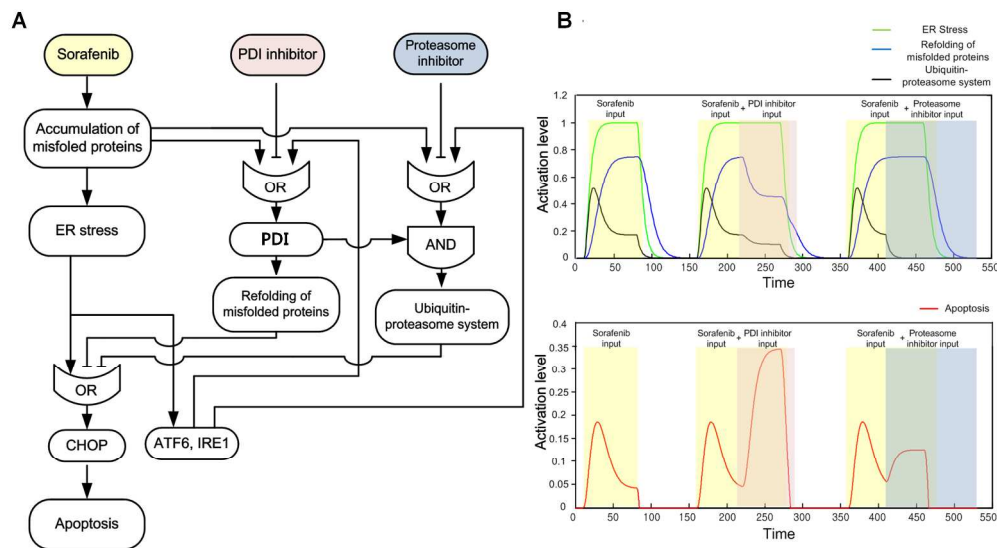 A
Sorafenib
PDI inhibitor
Proteasome
inhibitor
Accumulation of
misfoled proteins
OR
OR
ER stress
PDI
AND
Refolding of
misfolded proteins
Ubiquitin-
proteasome system
OR
CHOP
ATF6, IRE1
Apoptosis
B
ER Stress
Refolding of
misfolded proteins
Ubiquitin-
proteasome system
Sorafenib
input
Sorafenib + PDI inhibitor
input input
Sorafenib + Proteasome
input inhibitor input
Activation level
1.2
1
0.8
0.6
0.4
0.2
0
0 50 100 150 200 250 300 350 400 450 500 550
Time
Apoptosis
Sorafenib
input
Sorafenib + PDI inhibitor
input input
Sorafenib + Proteasome
input inhibitor input
Activation level
0.4
0.35
0.3
0.25
0.2
0.15
0.1
0.05
0
0 50 100 150 200 250 300 350 400 450 500 550
Time